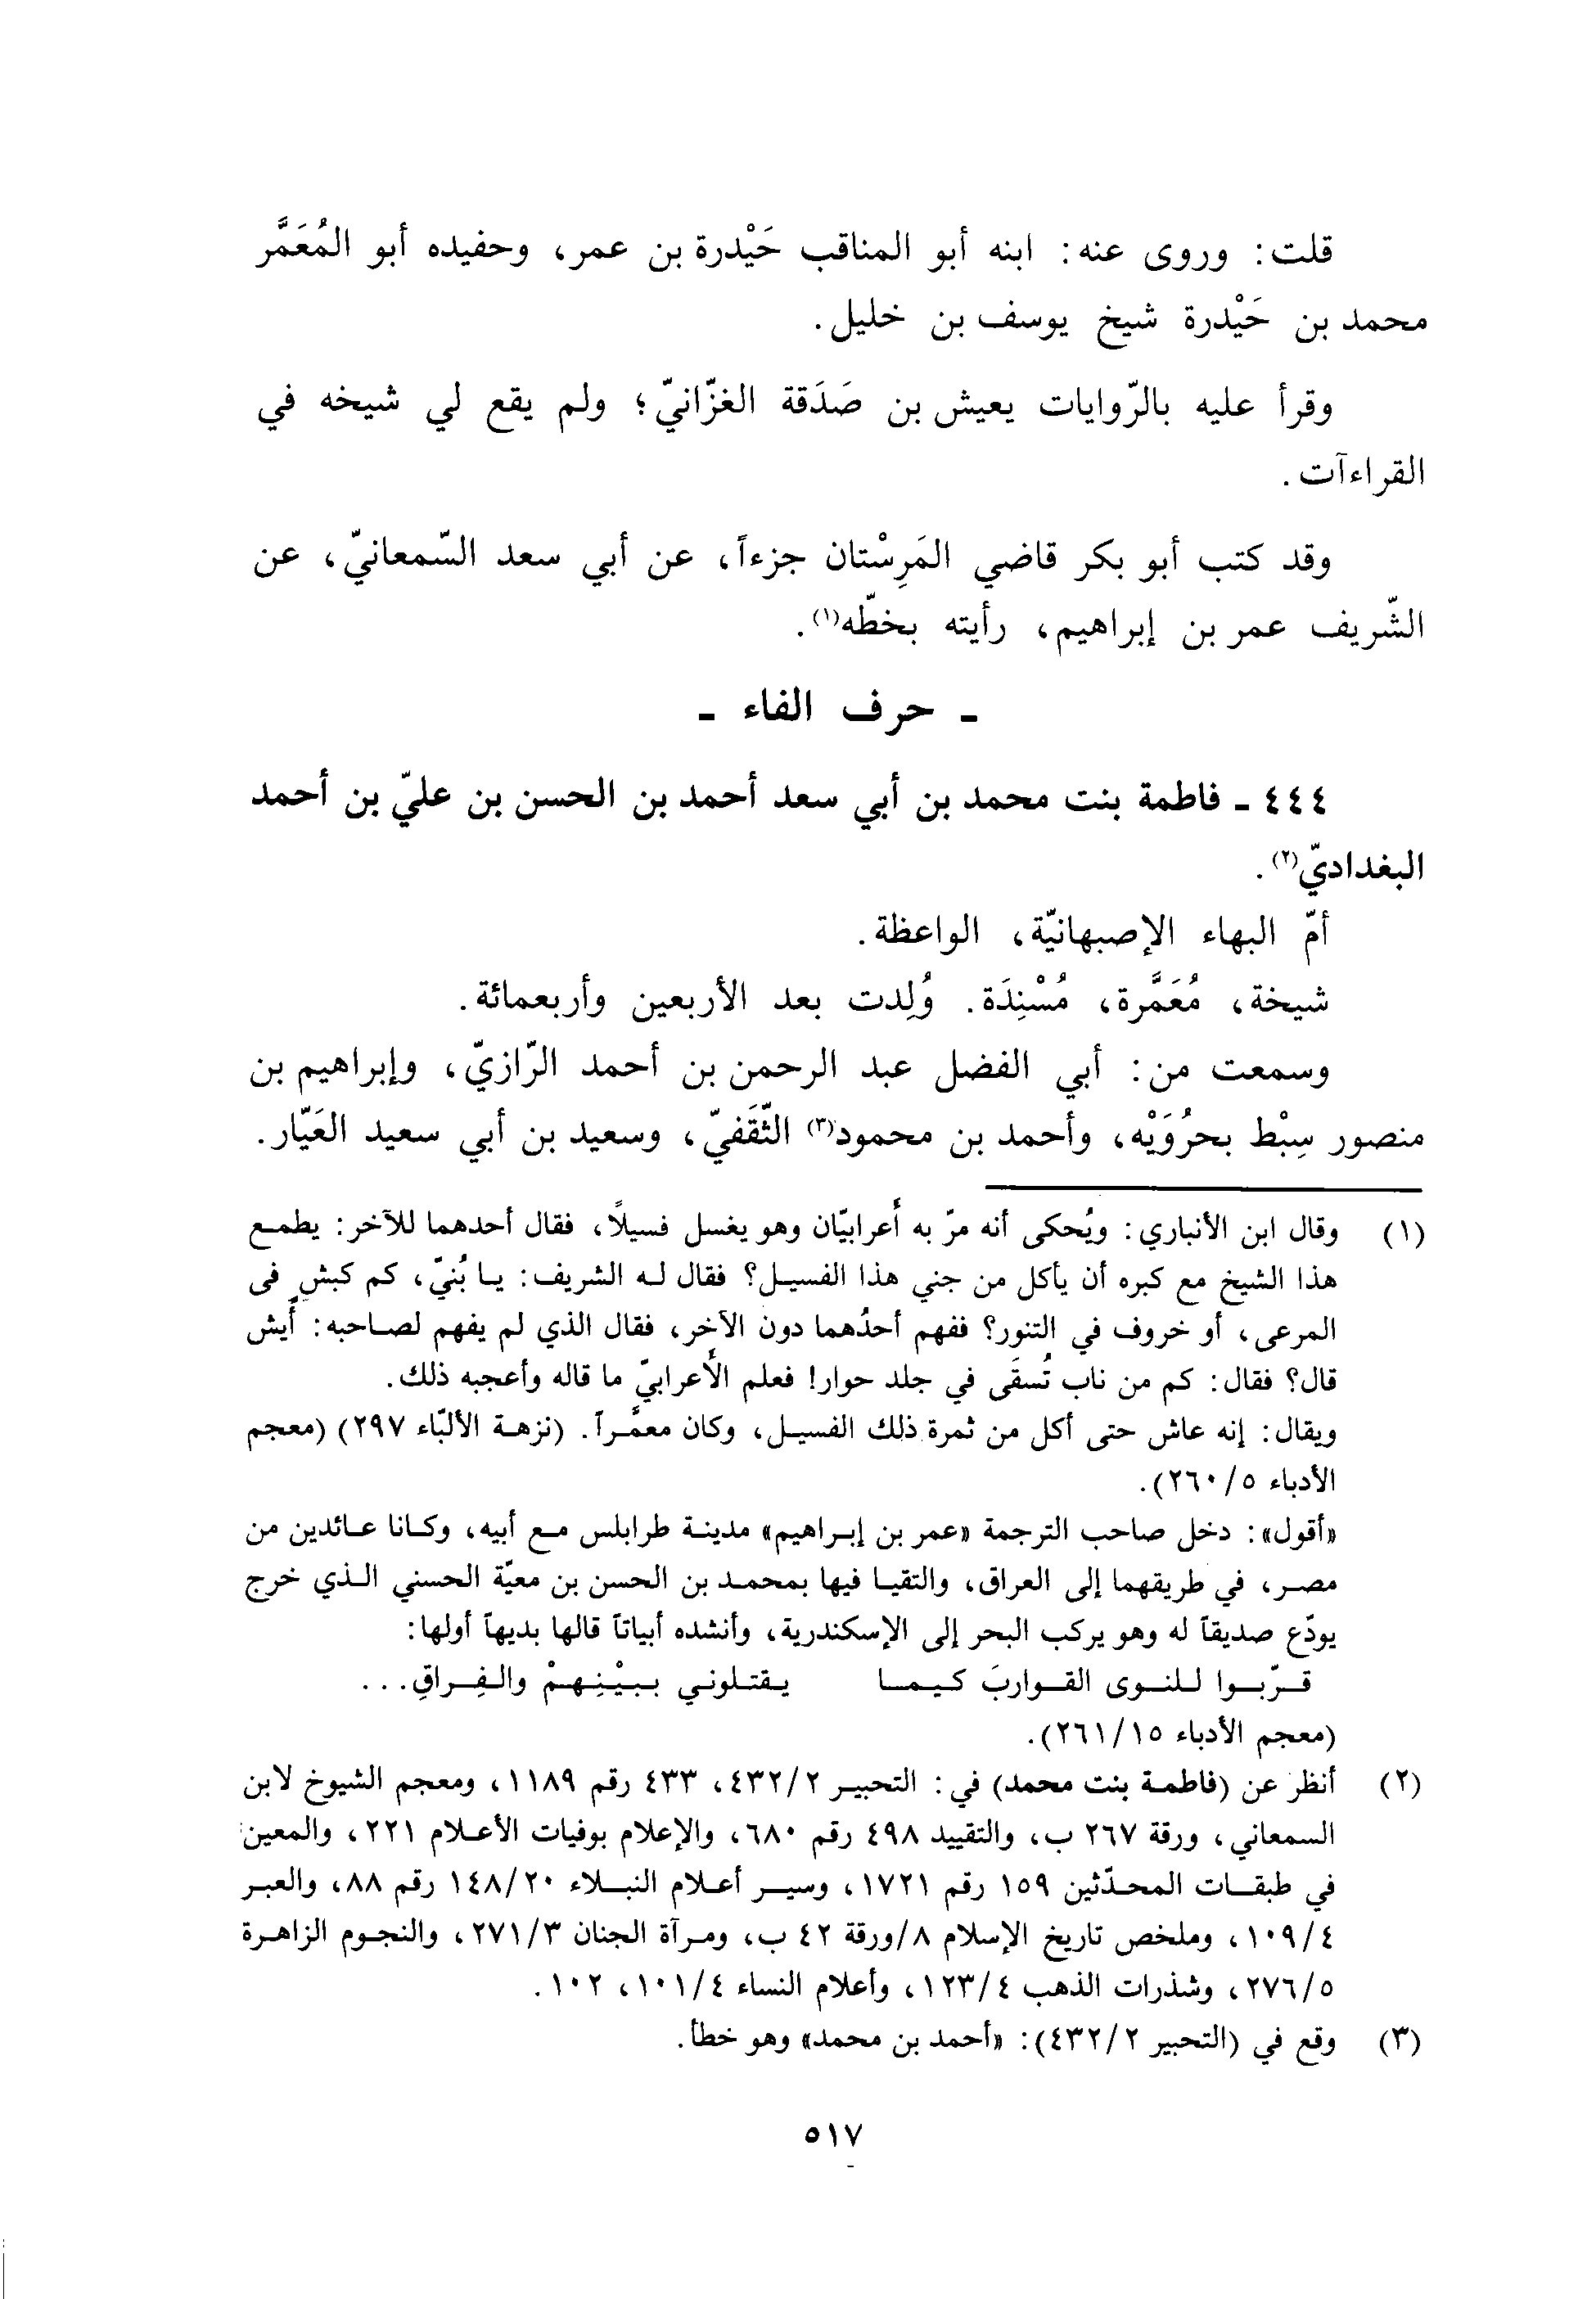 قلت: وروى عنه: ابنه أبو المناقب حَيْدرة بن عمر، وحفيده أبو المُعَمَّر
محمد بن حَيْدرة شيخ يوسف بن خليل.
وقرأ عليه بالرّوايات يعيش بن صَدَقة الغزّانيّ؛ ولم يقع لي شيخه في
القراءآت.
وقد كتب أبو بكر قاضي المَرِسْتان جزءاً، عن أبي سعد السّمعانيّ، عن
الشّريف عمر بن إبراهيم، رأيته بخطّه(١).
- حرف الفاء -
٤٤٤ - فاطمة بنت محمد بن أبي سعد أحمد بن الحسن بن عليّ بن أحمد
البغداديّ(٢).
أمّ البهاء الإصبهانيّة، الواعظة.
شيخة، مُعَمَّرة، مُسْنِدَة. وُلِدت بعد الأربعين وأربعمائة.
وسمعت من: أبي الفضل عبد الرحمن بن أحمد الرّازيّ، وإبراهيم بن
منصور سِبْط بحرُوَيْه، وأحمد بن محمود(٣) الثَّقَفيّ، وسعيد بن أبي سعيد العَيّار.
(١) وقال ابن الأنباري: ويُحكى أنه مرّ به أعرابيّان وهو يغسل فسيلًا، فقال أحدهما للآخر: يطمع
هذا الشيخ مع كبره أن يأكل من جني هذا الفسيل؟ فقال له الشريف: يا بُنيّ، كم كبش في
المرعى، أو خروف في التنور؟ ففهم أحدُهما دون الآخر، فقال الذي لم يفهم لصاحبه: أَيش
قال؟ فقال: كم من ناب تُسقَى في جلد حوار! فعلم الأعرابيّ ما قاله وأعجبه ذلك.
ويقال: إنه عاش حتى أكل من ثمرة ذلك الفسيل، وكان معمَّراً. (نزهة الألبّاء ٢٩٧) (معجم
الأدباء ٢٦٠/٥).
«أقول»: دخل صاحب الترجمة «عمر بن إبراهيم» مدينة طرابلس مع أبيه، وكانا عائدين من
مصر، في طريقهما إلى العراق، والتقيا فيها بمحمد بن الحسن بن معيّة الحسني الذي خرج
يودّع صديقاً له وهو يركب البحر إلى الإسكندرية، وأنشده أبياتاً قالها بديهاً أولها:
قرّبوا للنوى القواربَ كيما يقتلوني ببيْنِهمْ والفِراقِ...
(معجم الأدباء ٢٦١/١٥).
(٢) أنظر عن (فاطمة بنت محمد) في: التحبير ٤٣٢/٢، ٤٣٣ رقم ١١٨٩، ومعجم الشيوخ لابن
السمعاني، ورقة ٢٦٧ ب، والتقييد ٤٩٨ رقم ٦٨٠، والإعلام بوفيات الأعلام ٢٢١، والمعين
في طبقات المحدّثين ١٥٩ رقم ١٧٢١، وسير أعلام النبلاء ١٤٨/٢٠ رقم ٨٨، والعبر
١٠٩/٤، وملخص تاريخ الإسلام ٨/ورقة ٤٢ ب، ومرآة الجنان ٢٧١/٣، والنجوم الزاهرة
٢٧٦/٥، وشذرات الذهب ١٢٣/٤، وأعلام النساء ١٠١/٤، ١٠٢.
(٣) وقع في (التحبير ٤٣٢/٢): «أحمد بن محمد» وهو خطأ.
٥١٧